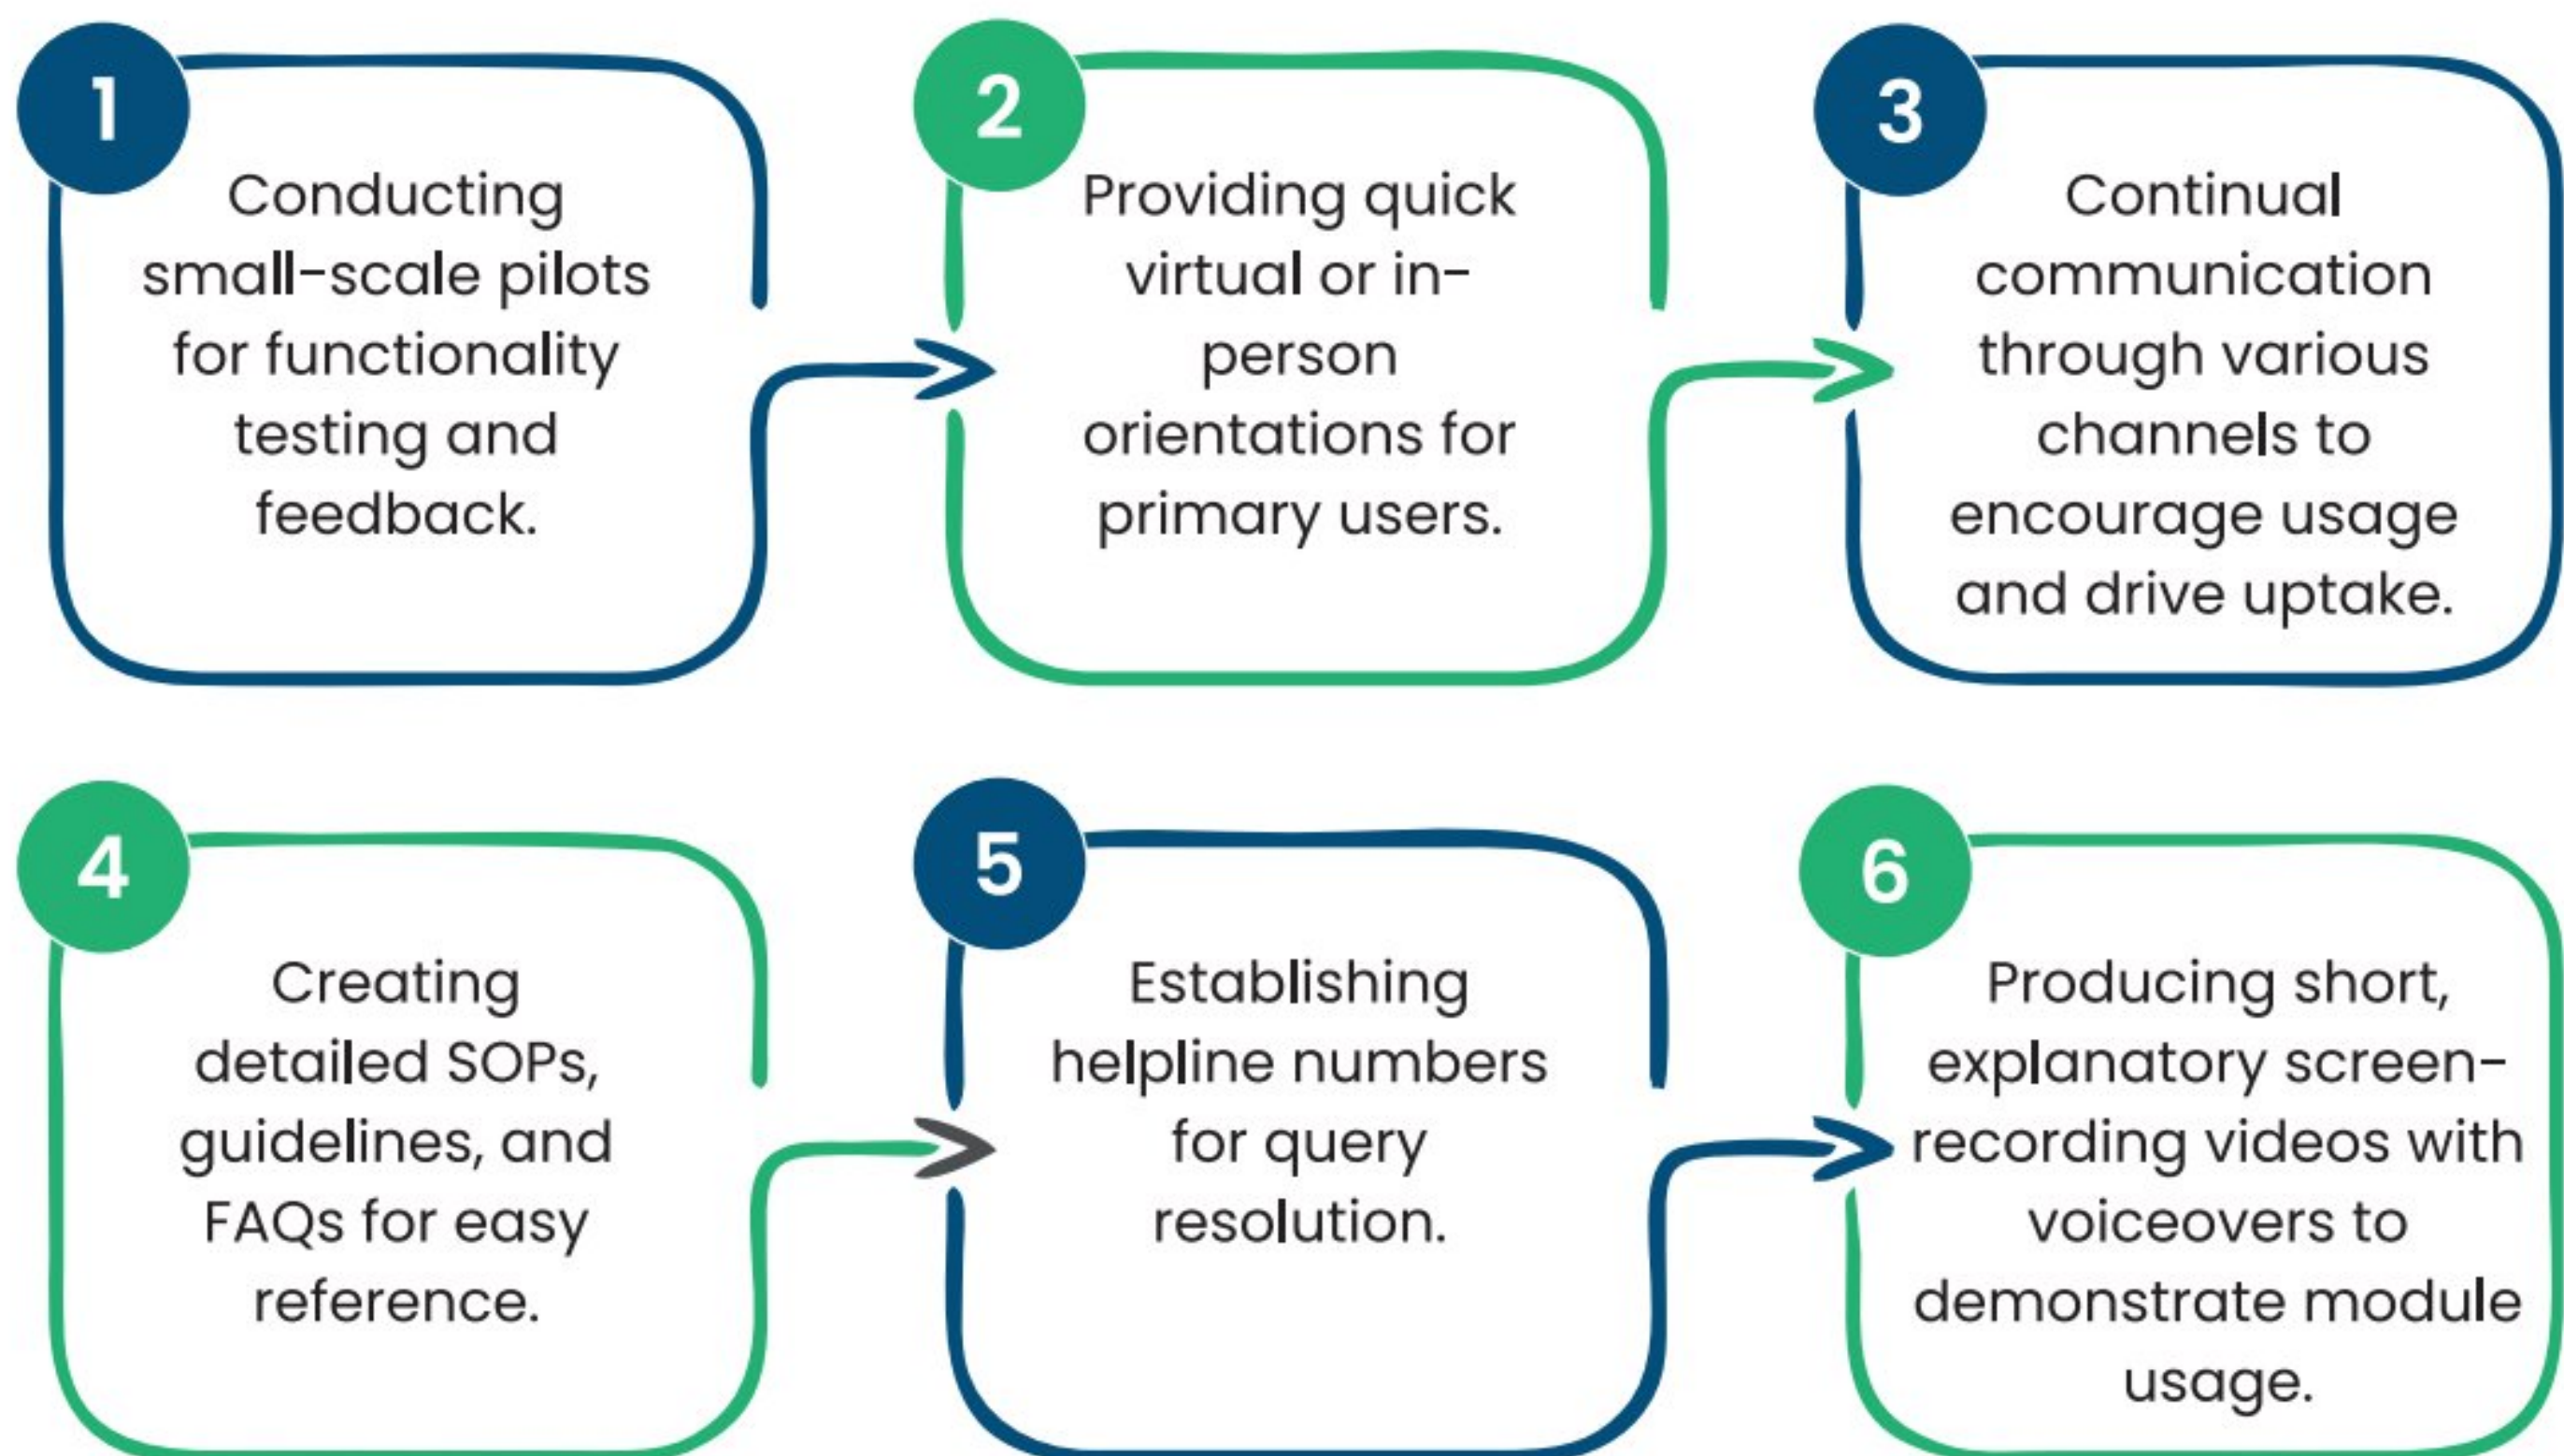 1
Conducting
small-scale pilots
for functionality
testing and
feedback.
2
Providing quick
virtual or in-
person
orientations for
primary users.
3
Continual
communication
through various
channels to
encourage usage
and drive uptake.
4
Creating
detailed SOPs,
guidelines, and
FAQs for easy
reference.
5
Establishing
helpline numbers
for query
resolution.
6
Producing short,
explanatory screen-
recording videos with
voiceovers to
demonstrate module
usage.